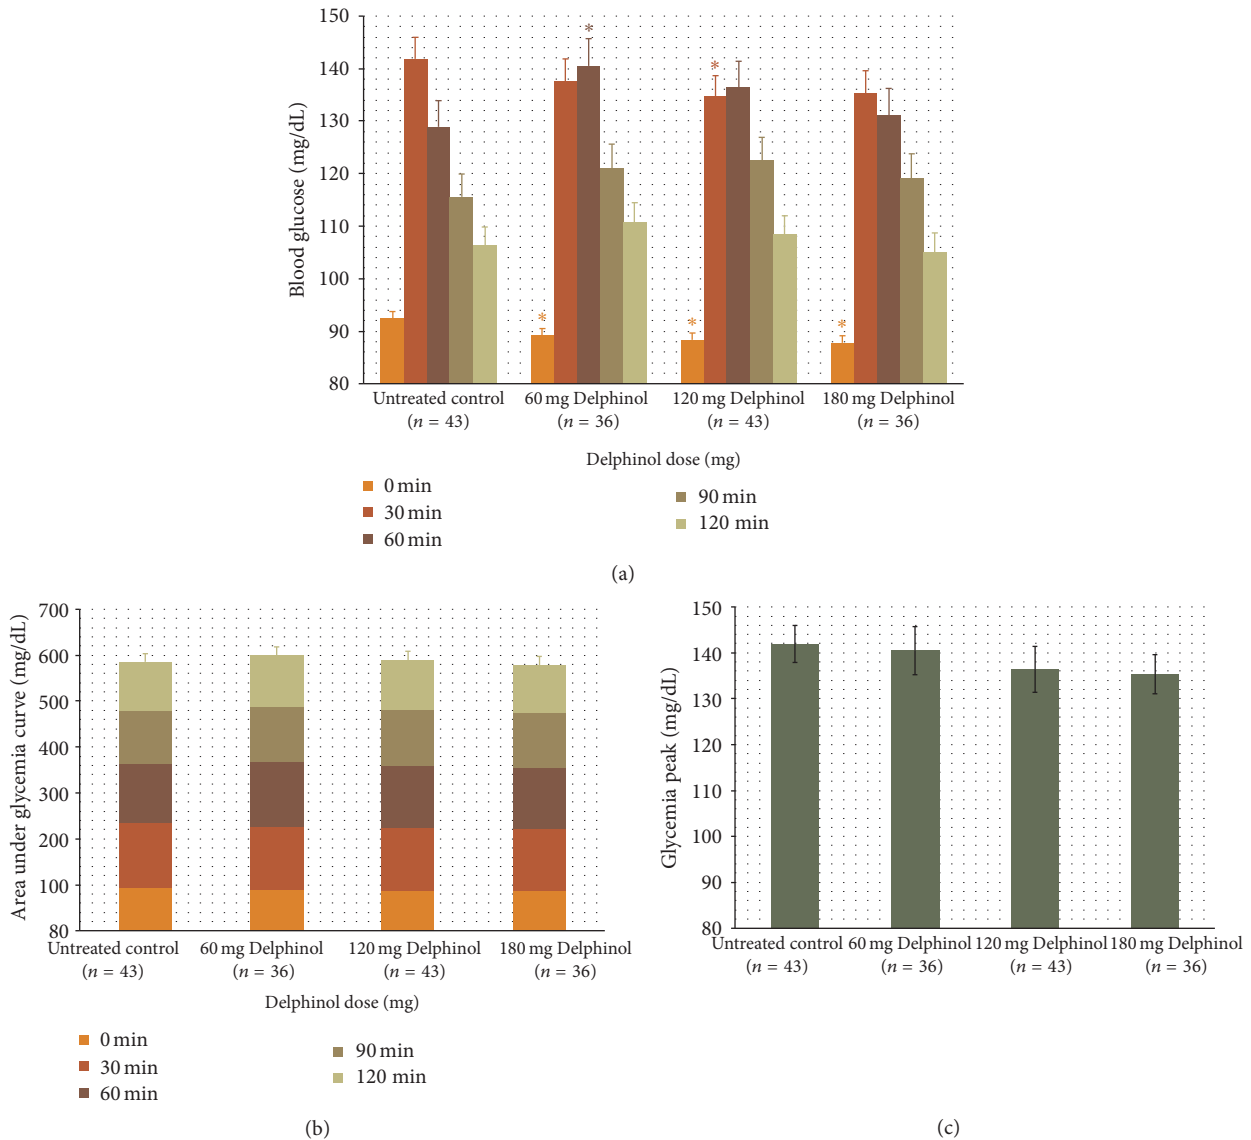 150
140
130
120
110
100
90
80
Blood glucose (mg/dL)
*
*
*
*
*
Untreated control
(n = 43)
60 mg Delphinol
(n = 36)
120 mg Delphinol
(n = 43)
180 mg Delphinol
(n = 36)
Delphinol dose (mg)
0 min
30 min
60 min
90 min
120 min
(a)
700
600
500
400
300
200
100
80
Area under glycemia curve (mg/dL)
Untreated control
(n = 43)
60 mg Delphinol
(n = 36)
120 mg Delphinol
(n = 43)
180 mg Delphinol
(n = 36)
Delphinol dose (mg)
0 min
30 min
60 min
90 min
120 min
(b)
150
140
130
120
110
100
90
80
Glycemia peak (mg/dL)
Untreated control
(n = 43)
60 mg Delphinol
(n = 36)
120 mg Delphinol
(n = 43)
180 mg Delphinol
(n = 36)
(c)